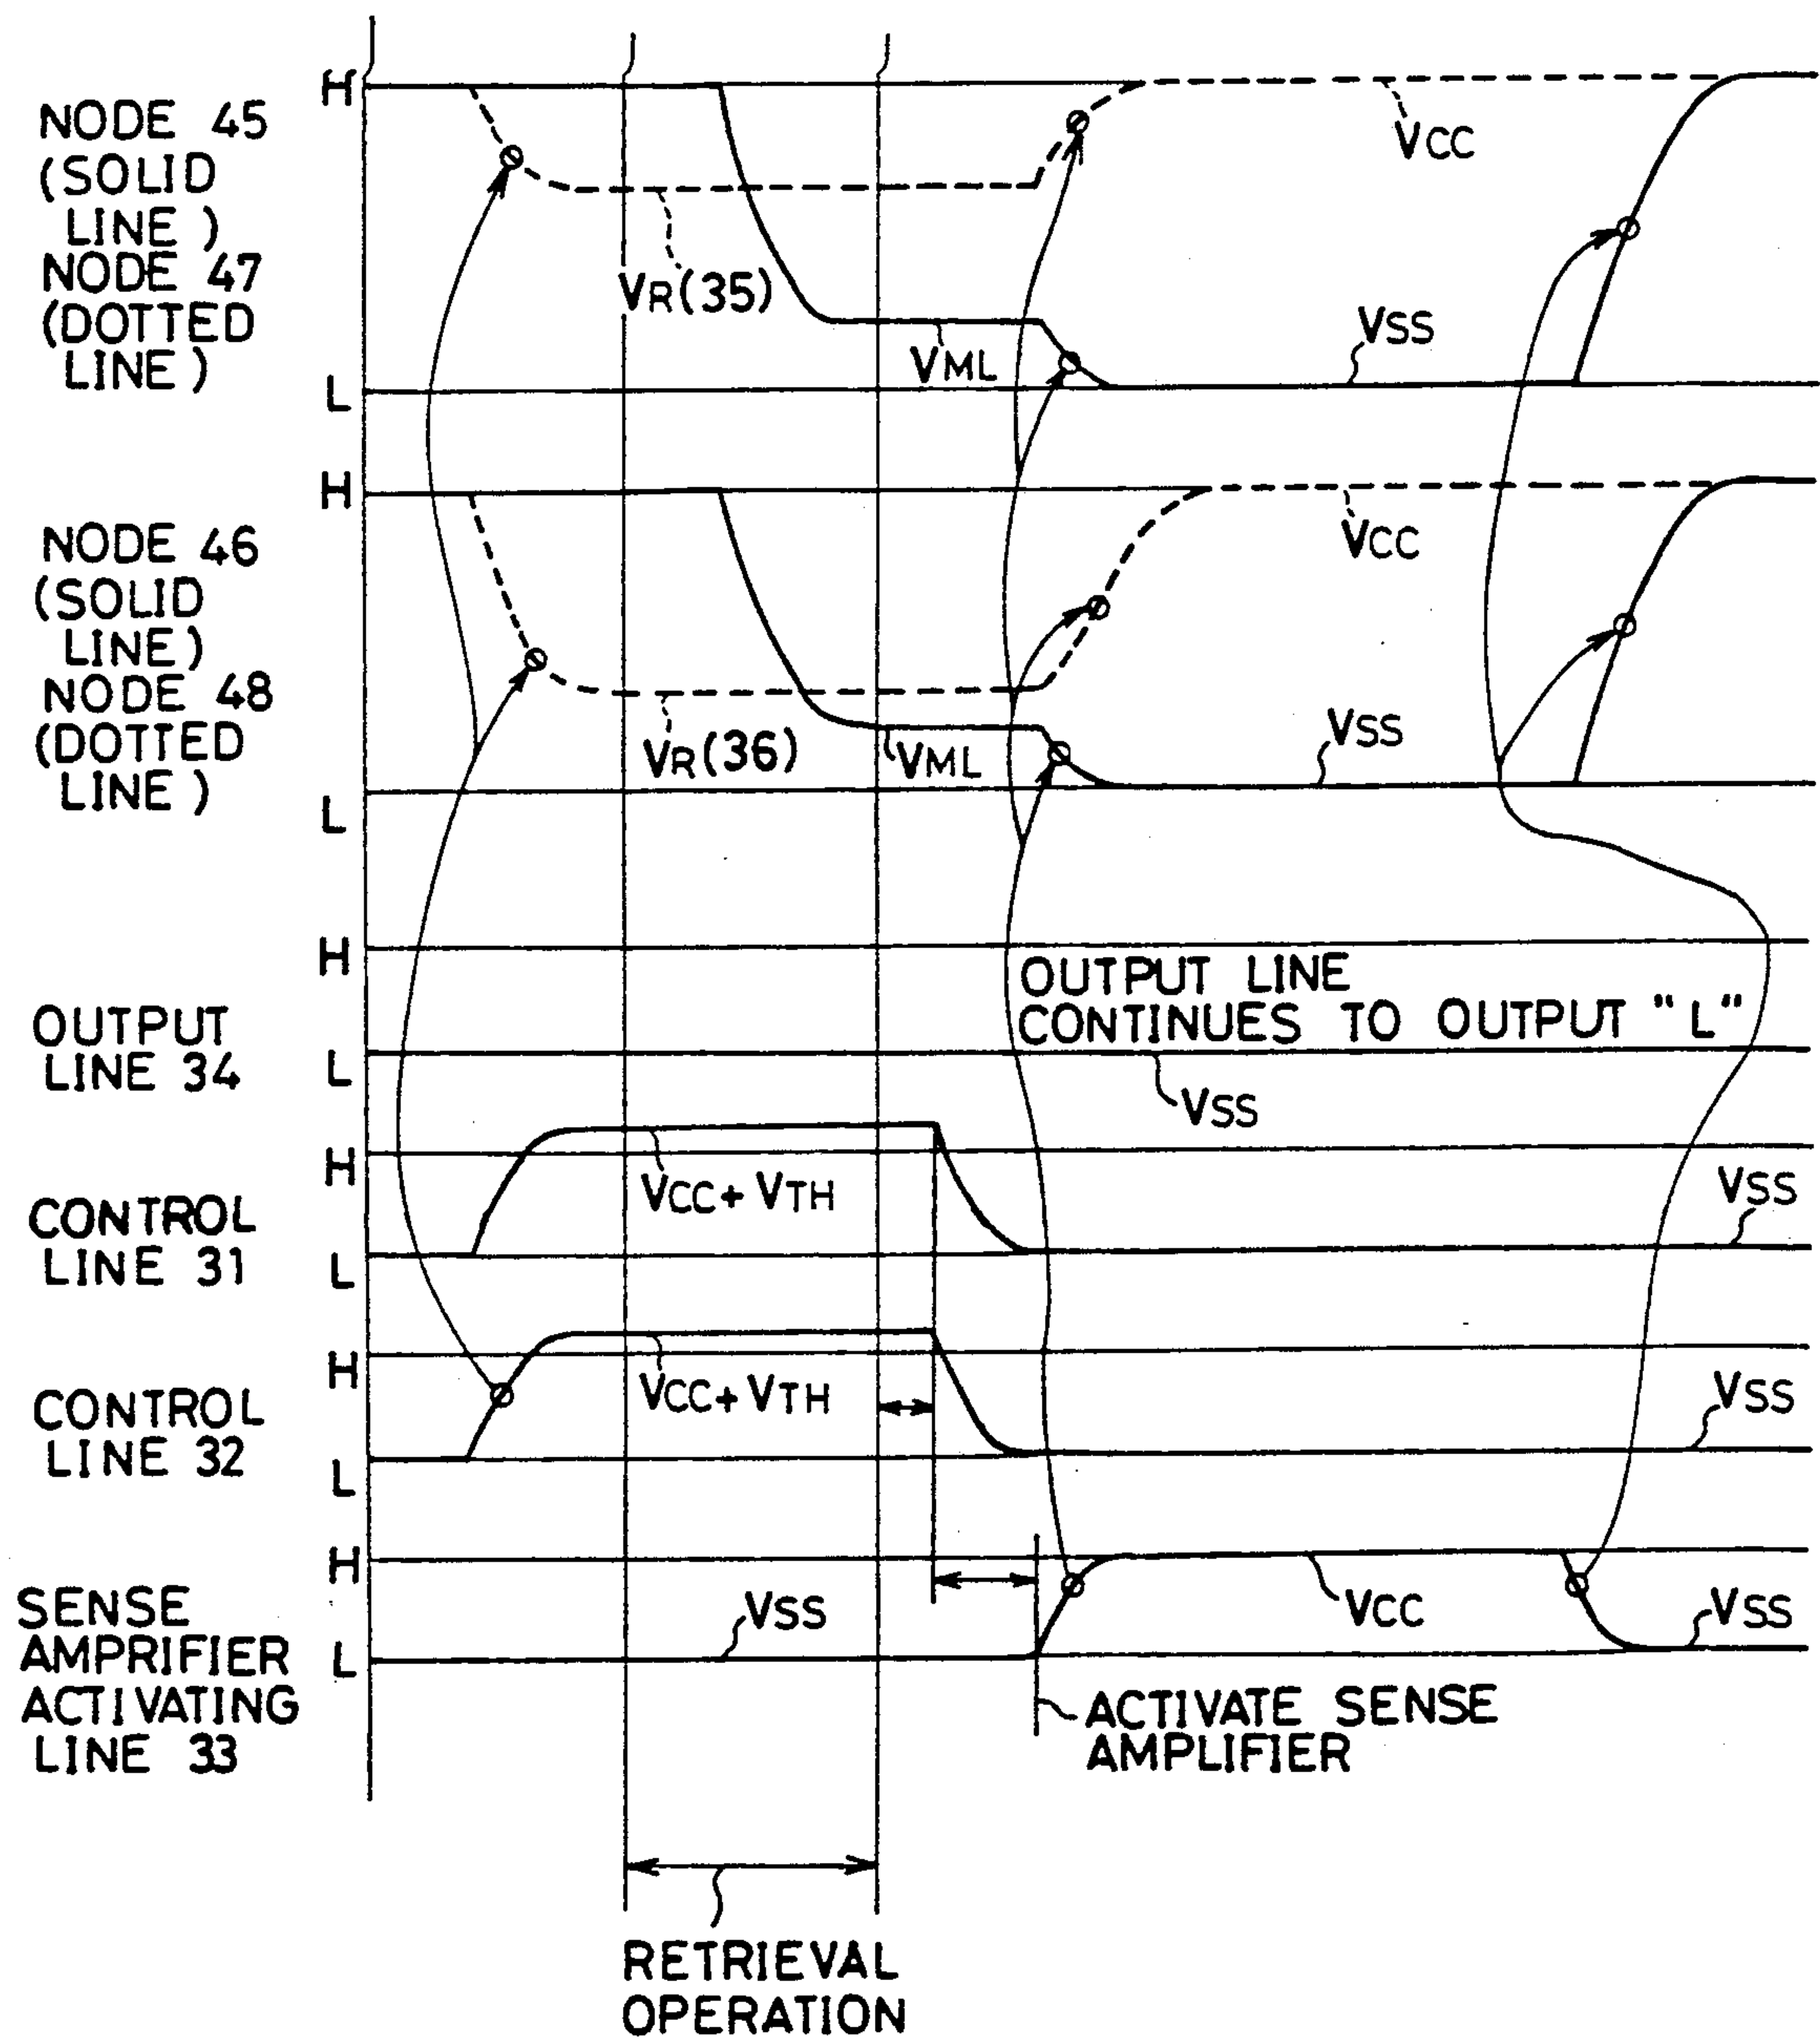 H
NODE 45
(SOLID
LINE)
NODE 47
(DOTTED
LINE)
L
VR(35)
VML
VCC
VSS
H
NODE 46
(SOLID
LINE)
NODE 48
(DOTTED
LINE)
L
VR(36)
VML
VCC
VSS
H
OUTPUT
LINE 34
L
OUTPUT LINE
CONTINUES TO OUTPUT "L"
VSS
H
CONTROL
LINE 31
L
VCC+VTH
VSS
H
CONTROL
LINE 32
L
VCC+VTH
VSS
H
SENSE
AMPRIFIER
ACTIVATING
LINE 33
L
VSS
VCC
VSS
ACTIVATE SENSE
AMPLIFIER
RETRIEVAL
OPERATION